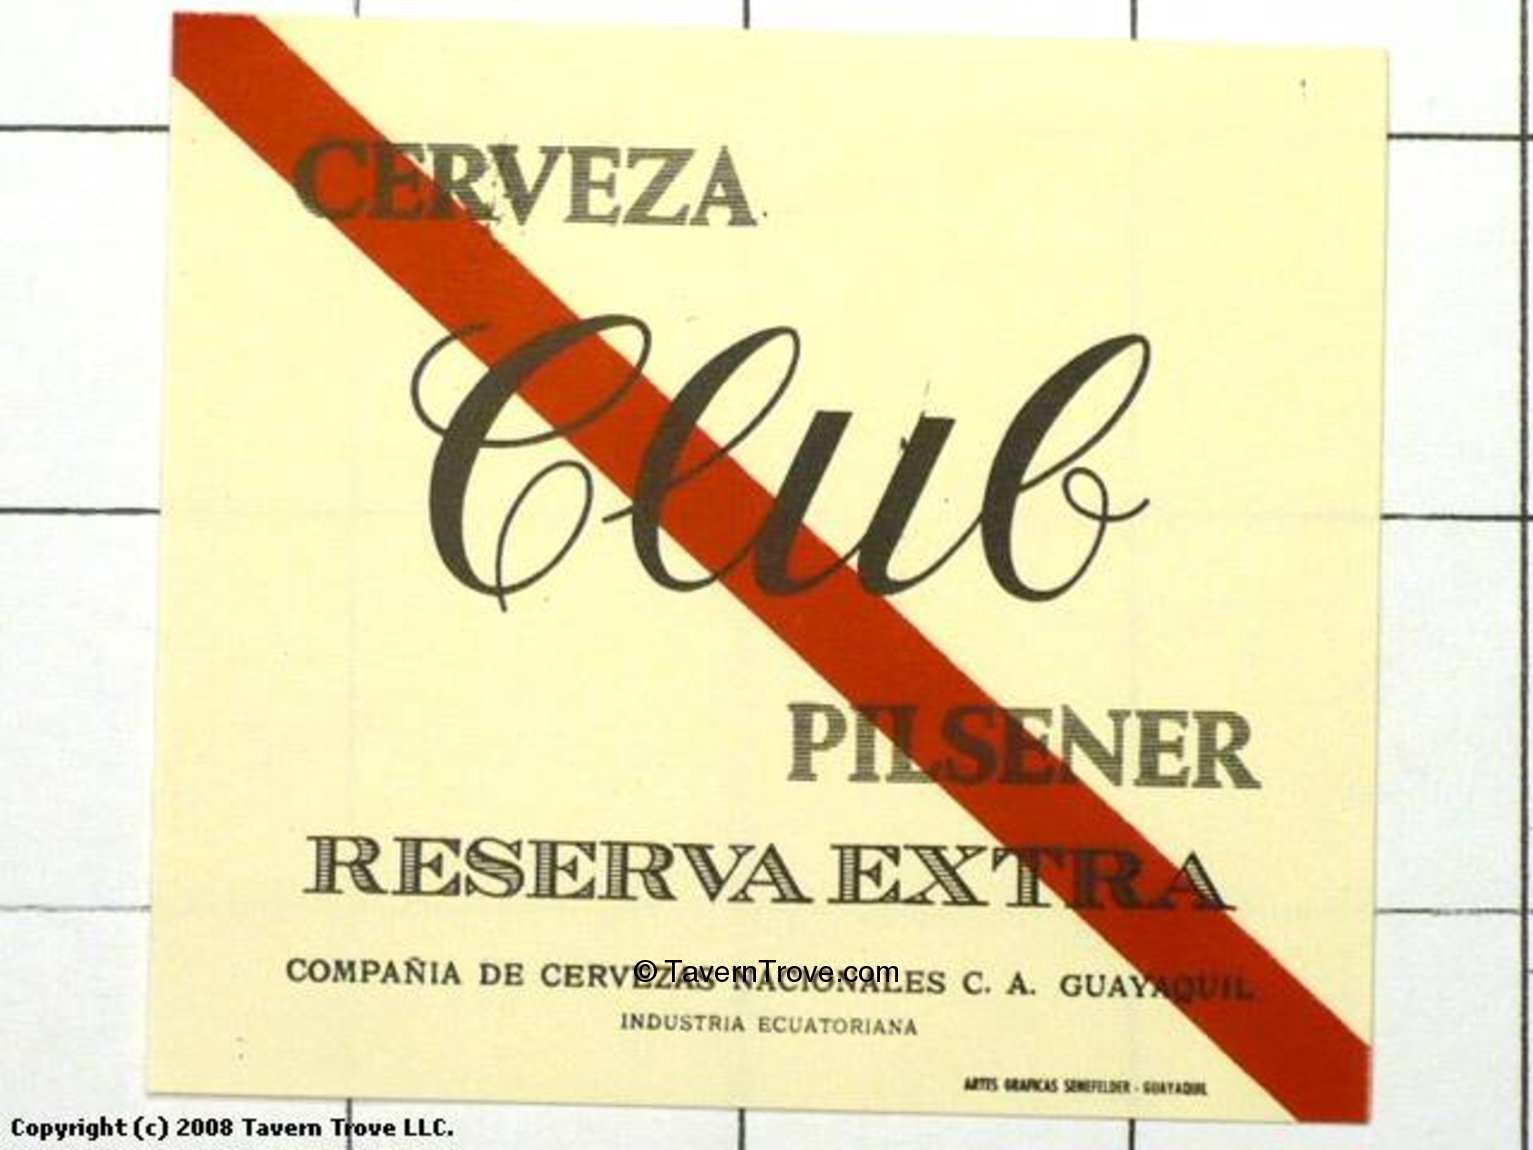 CERVEZA
Club
PILSENER
RESERVA EXTRA
COMPAÑIA DE CERVEZAS NACIONALES C. A. GUAYAQUIL
© TavernTrove.com
INDUSTRIA ECUATORIANA
ARTES GRAFICAS SENEFELDER - GUAYAQUIL
Copyright (c) 2008 Tavern Trove LLC.